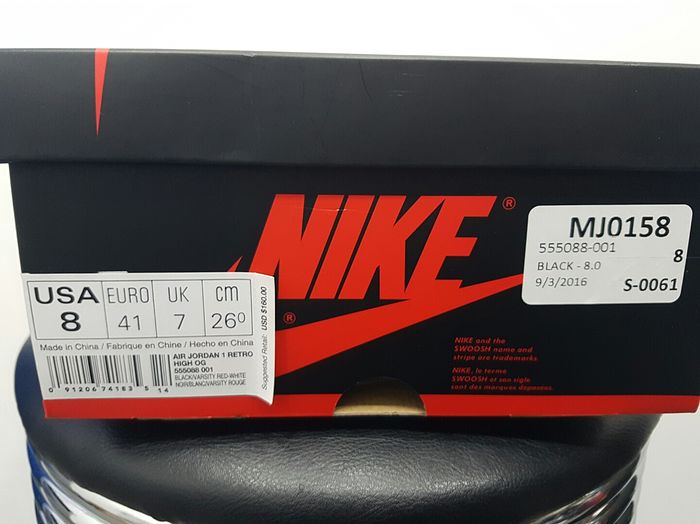 NIKE®
MJ0158
555088-001
8
BLACK - 8.0
9/3/2016 S-0061
USA EURO UK cm
8 41 7 26⁰
Suggested Retail: USD $160.00
Made in China / Fabrique en Chine / Hecho en China
AIR JORDAN 1 RETRO
HIGH OG
555088 001
BLACK/VARSITY RED-WHITE
NOIR/BLANC/VARSITY ROUGE
0 91206 74183 5 14
®
NIKE and the
SWOOSH name and
stripe are trademarks.
NIKE, le terme
SWOOSH et son sigle
sont des marques deposees.